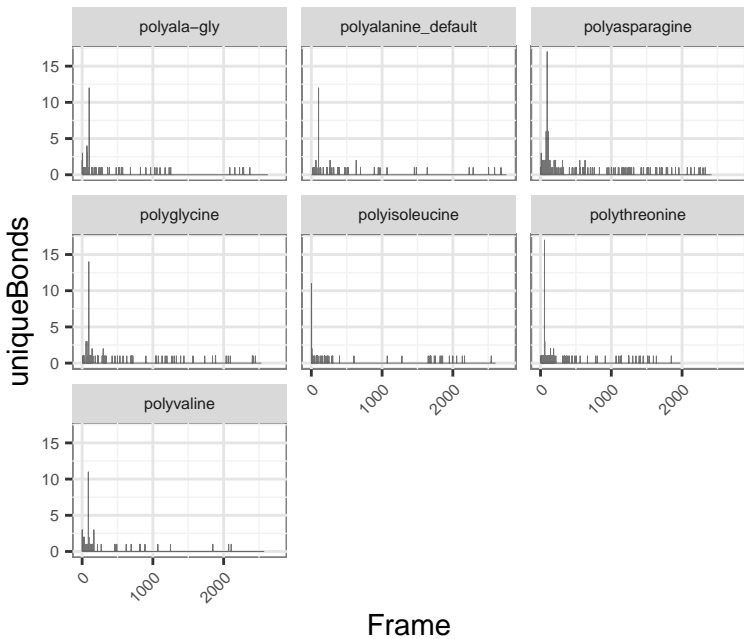 polyala−gly polyalanine_default polyasparagine
15
10
5
0
polyglycine polyisoleucine polythreonine
15
10
5
0
0 1000 2000 0 1000 2000
polyvaline
15
10
5
0
0 1000 2000
uniqueBonds
Frame